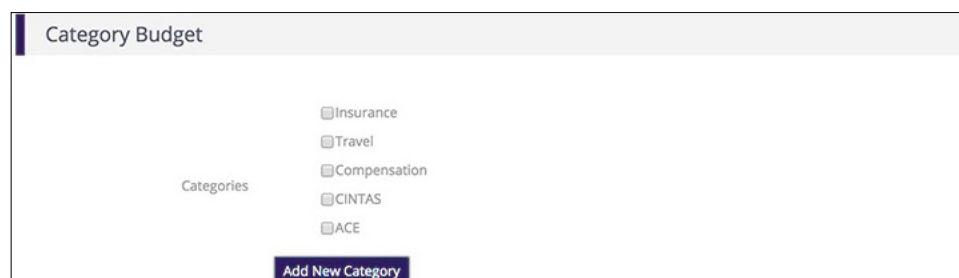 Category Budget
Insurance
Travel
Compensation
Categories
CINTAS
ACE
Add New Category